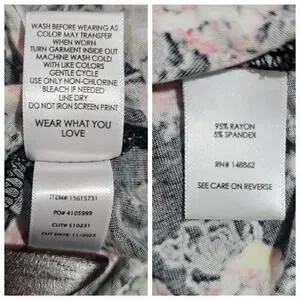 WASH BEFORE WEARING AS
COLOR MAY TRANSFER
WHEN WORN
TURN GARMENT INSIDE OUT
MACHINE WASH COLD
WITH LIKE COLORS
GENTLE CYCLE
USE ONLY NON-CHLORINE
BLEACH IF NEEDED
LINE DRY
DO NOT IRON SCREEN PRINT
WEAR WHAT YOU
LOVE
ITEM# 15615731
PO# 4105999
CUT# 510231
CUT DATE: 11/2023
95% RAYON
5% SPANDEX
RN# 148862
SEE CARE ON REVERSE